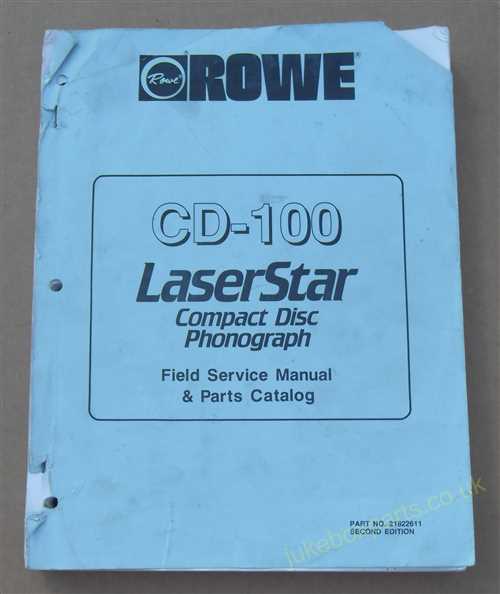 Rowe
ROWE
CD-100
LaserStar
Compact Disc
Phonograph
Field Service Manual
& Parts Catalog
PART NO. 21822611
SECOND EDITION
jukeboxparts.co.uk